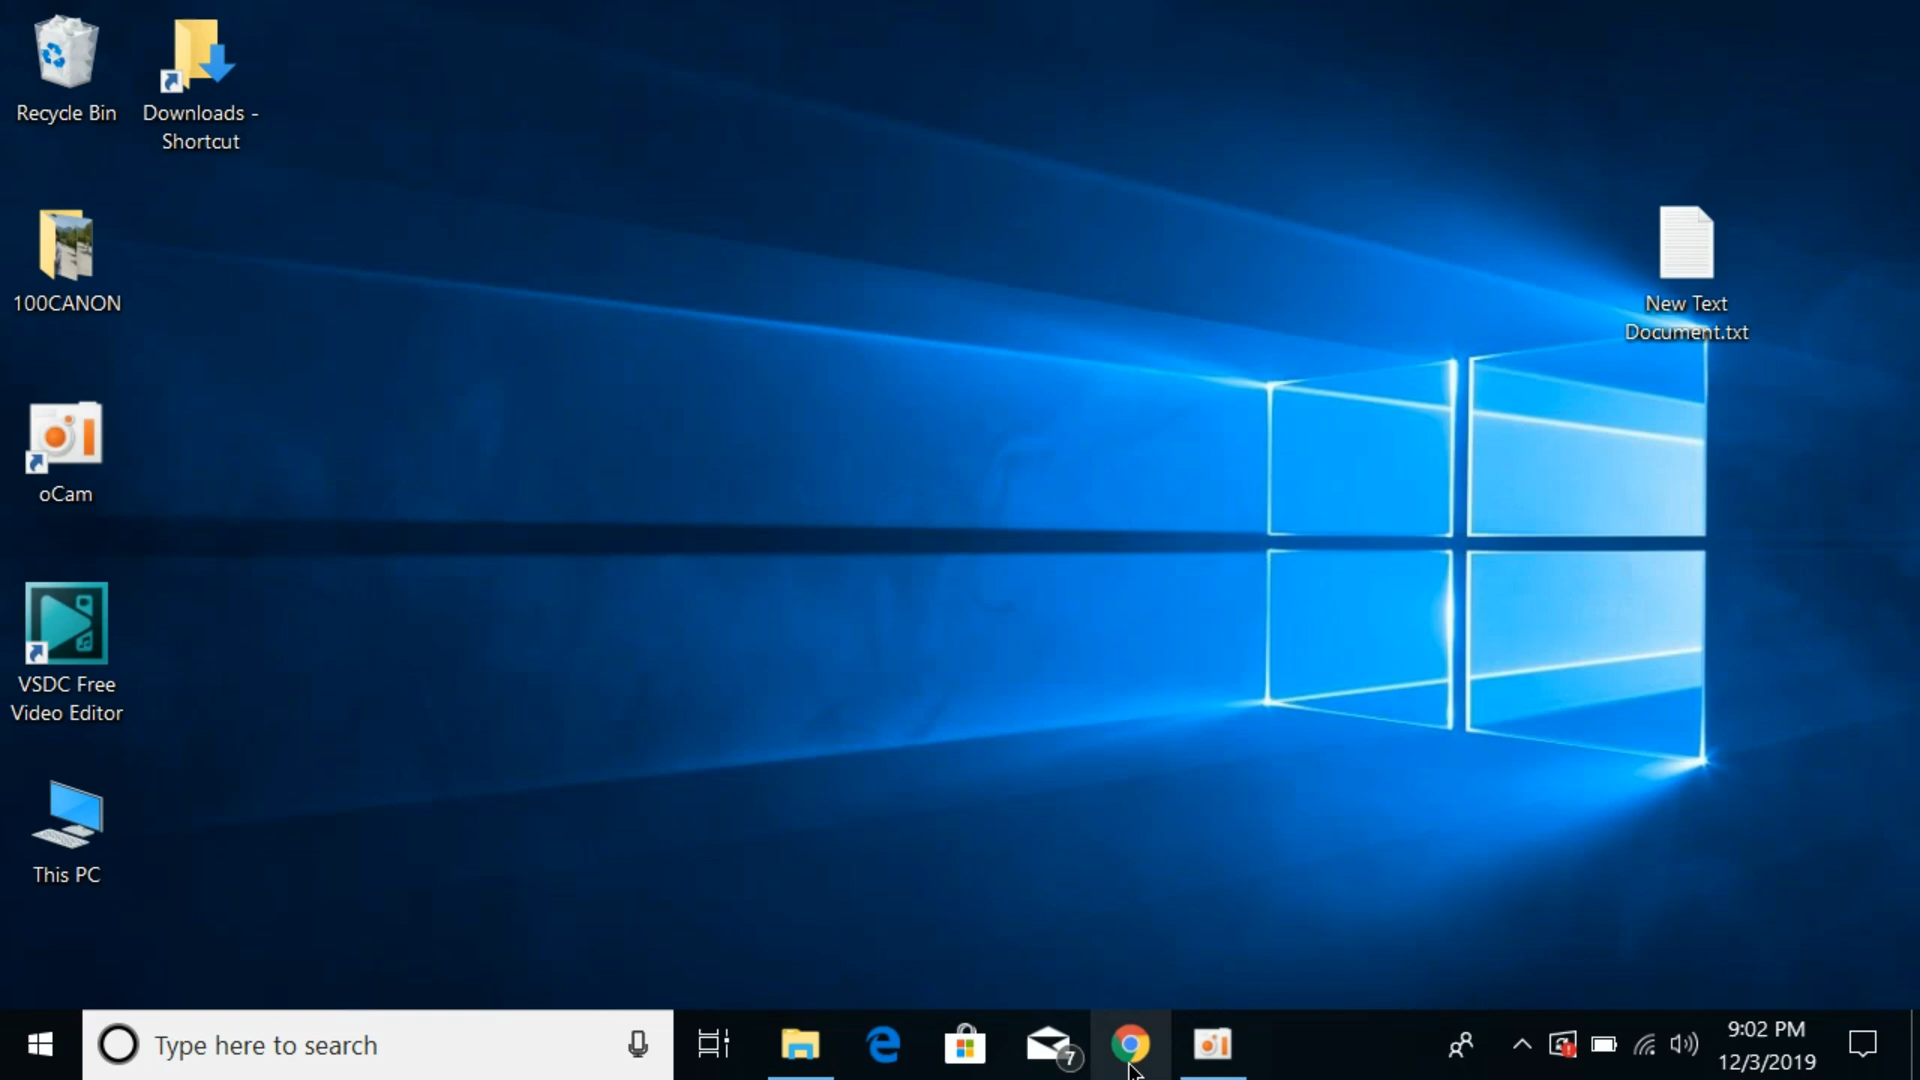 Recycle Bin
Downloads -
Shortcut
100CANON
New Text
Document.txt
oCam
VSDC Free
Video Editor
This PC
Type here to search
7
9:02 PM
12/3/2019